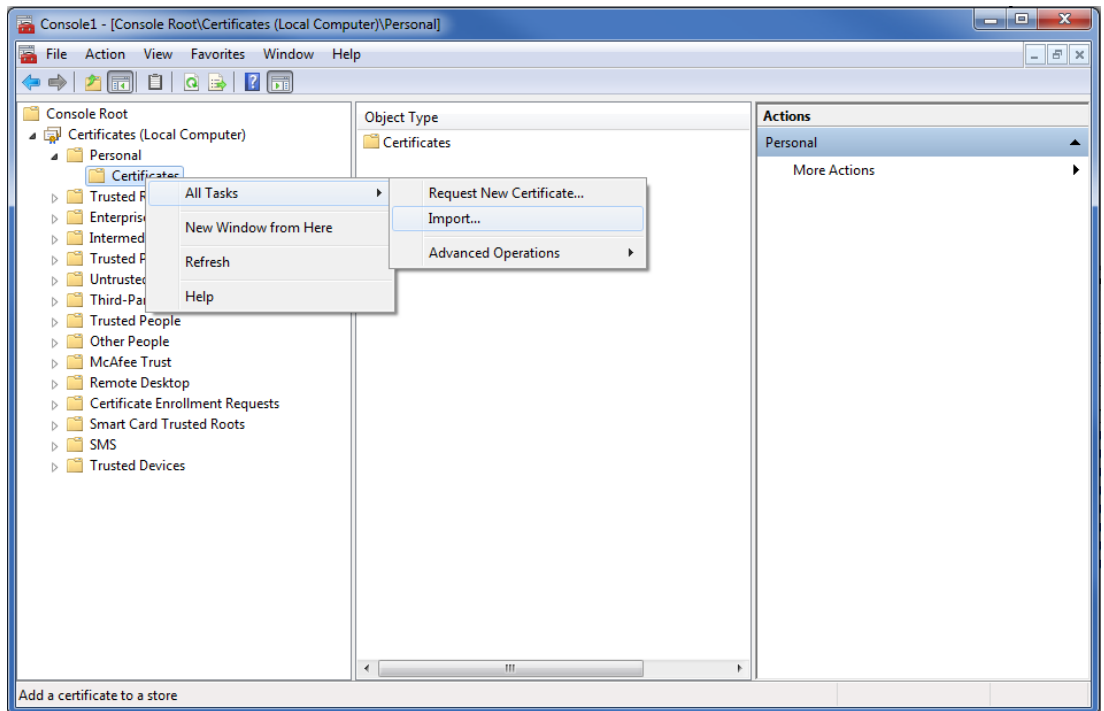 Console1 - [Console Root\Certificates (Local Computer)\Personal]
File Action View Favorites Window Help
Console Root
Certificates (Local Computer)
Personal
Certificates
Trusted R
Enterpris
Intermed
Trusted P
Untrusted
Third-Par
Trusted People
Other People
McAfee Trust
Remote Desktop
Certificate Enrollment Requests
Smart Card Trusted Roots
SMS
Trusted Devices
All Tasks
New Window from Here
Refresh
Help
Request New Certificate...
Import...
Advanced Operations
Object Type
Certificates
Actions
Personal
More Actions
Add a certificate to a store